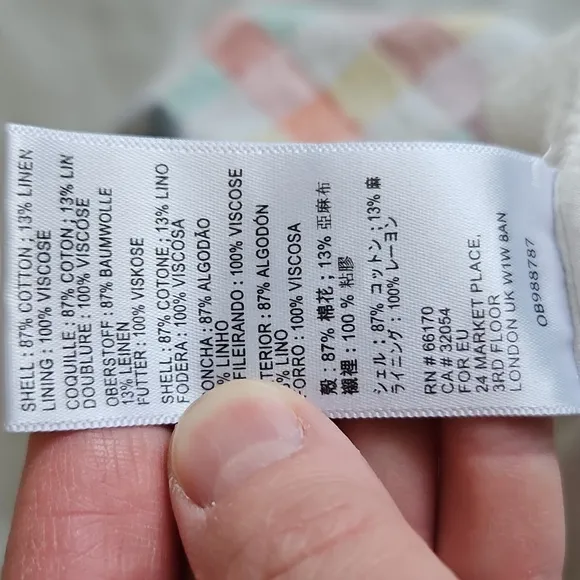 SHELL : 87% COTTON ; 13% LINEN
LINING : 100% VISCOSE
COQUILLE : 87% COTON ; 13% LIN
DOUBLURE : 100% VISCOSE
OBERSTOFF : 87% BAUMWOLLE
13% LEINEN
FUTTER : 100% VISKOSE
SHELL : 87% COTONE ; 13% LINO
FODERA : 100% VISCOSA
: 87% ALGODÃO
% LINHO
: 100% VISCOSE
: 87% ALGODÓN
% LINO
: 100% VISCOSA
殼 : 87% 棉花 ; 13% 亞麻布
襯裡 : 100 % 粘膠
シェル : 87% コットン ; 13% 麻
ライニング : 100% レーヨン
RN # 66170
CA# 32054
FOR EU
24 MARKET PLACE,
3RD FLOOR
LONDON UK W1W 8AN
OB988787